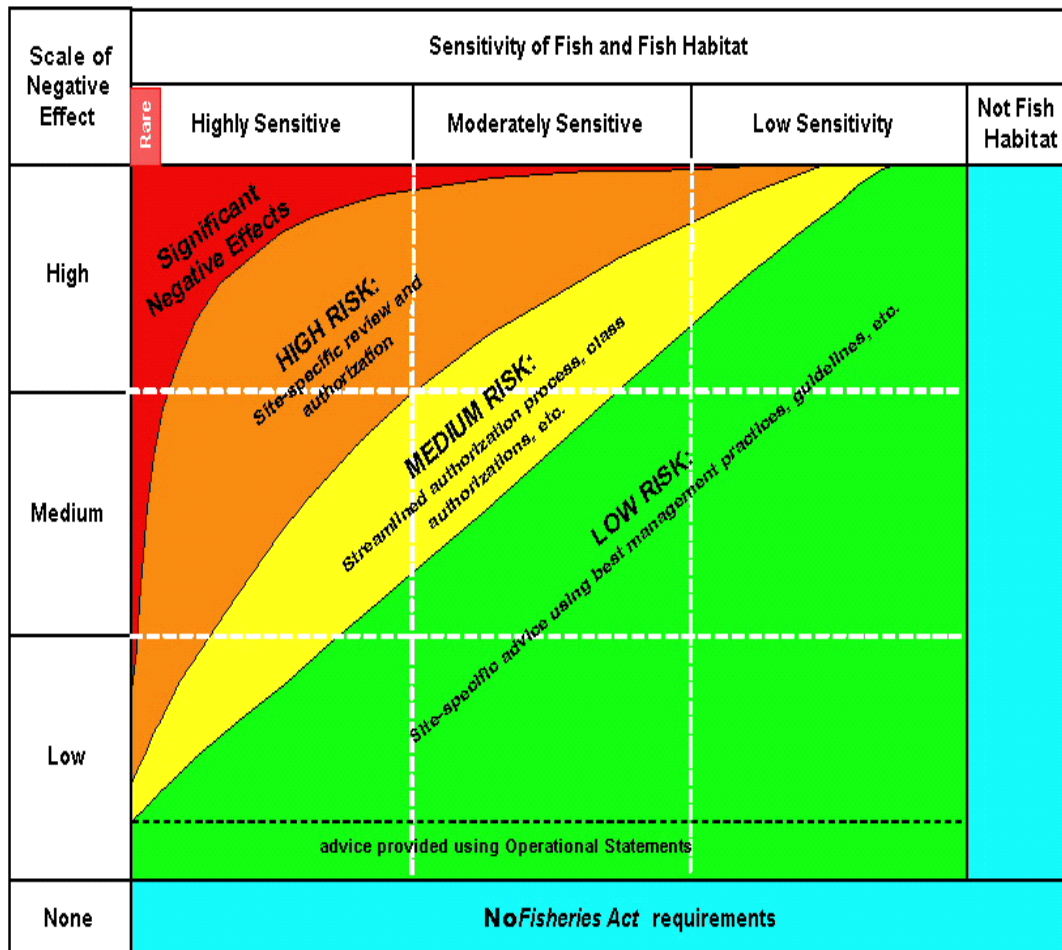 Scale of
Negative
Effect
Sensitivity of Fish and Fish Habitat
Rare
Highly Sensitive
Moderately Sensitive
Low Sensitivity
Not Fish
Habitat
High
Medium
Low
None
Significant
Negative Effects
HIGH RISK:
Site-specific review and
authorization
MEDIUM RISK:
Streamlined authorization process, class
authorizations, etc.
LOW RISK:
Site-specific advice using best management practices, guidelines, etc.
advice provided using Operational Statements
NoFisheries Act requirements